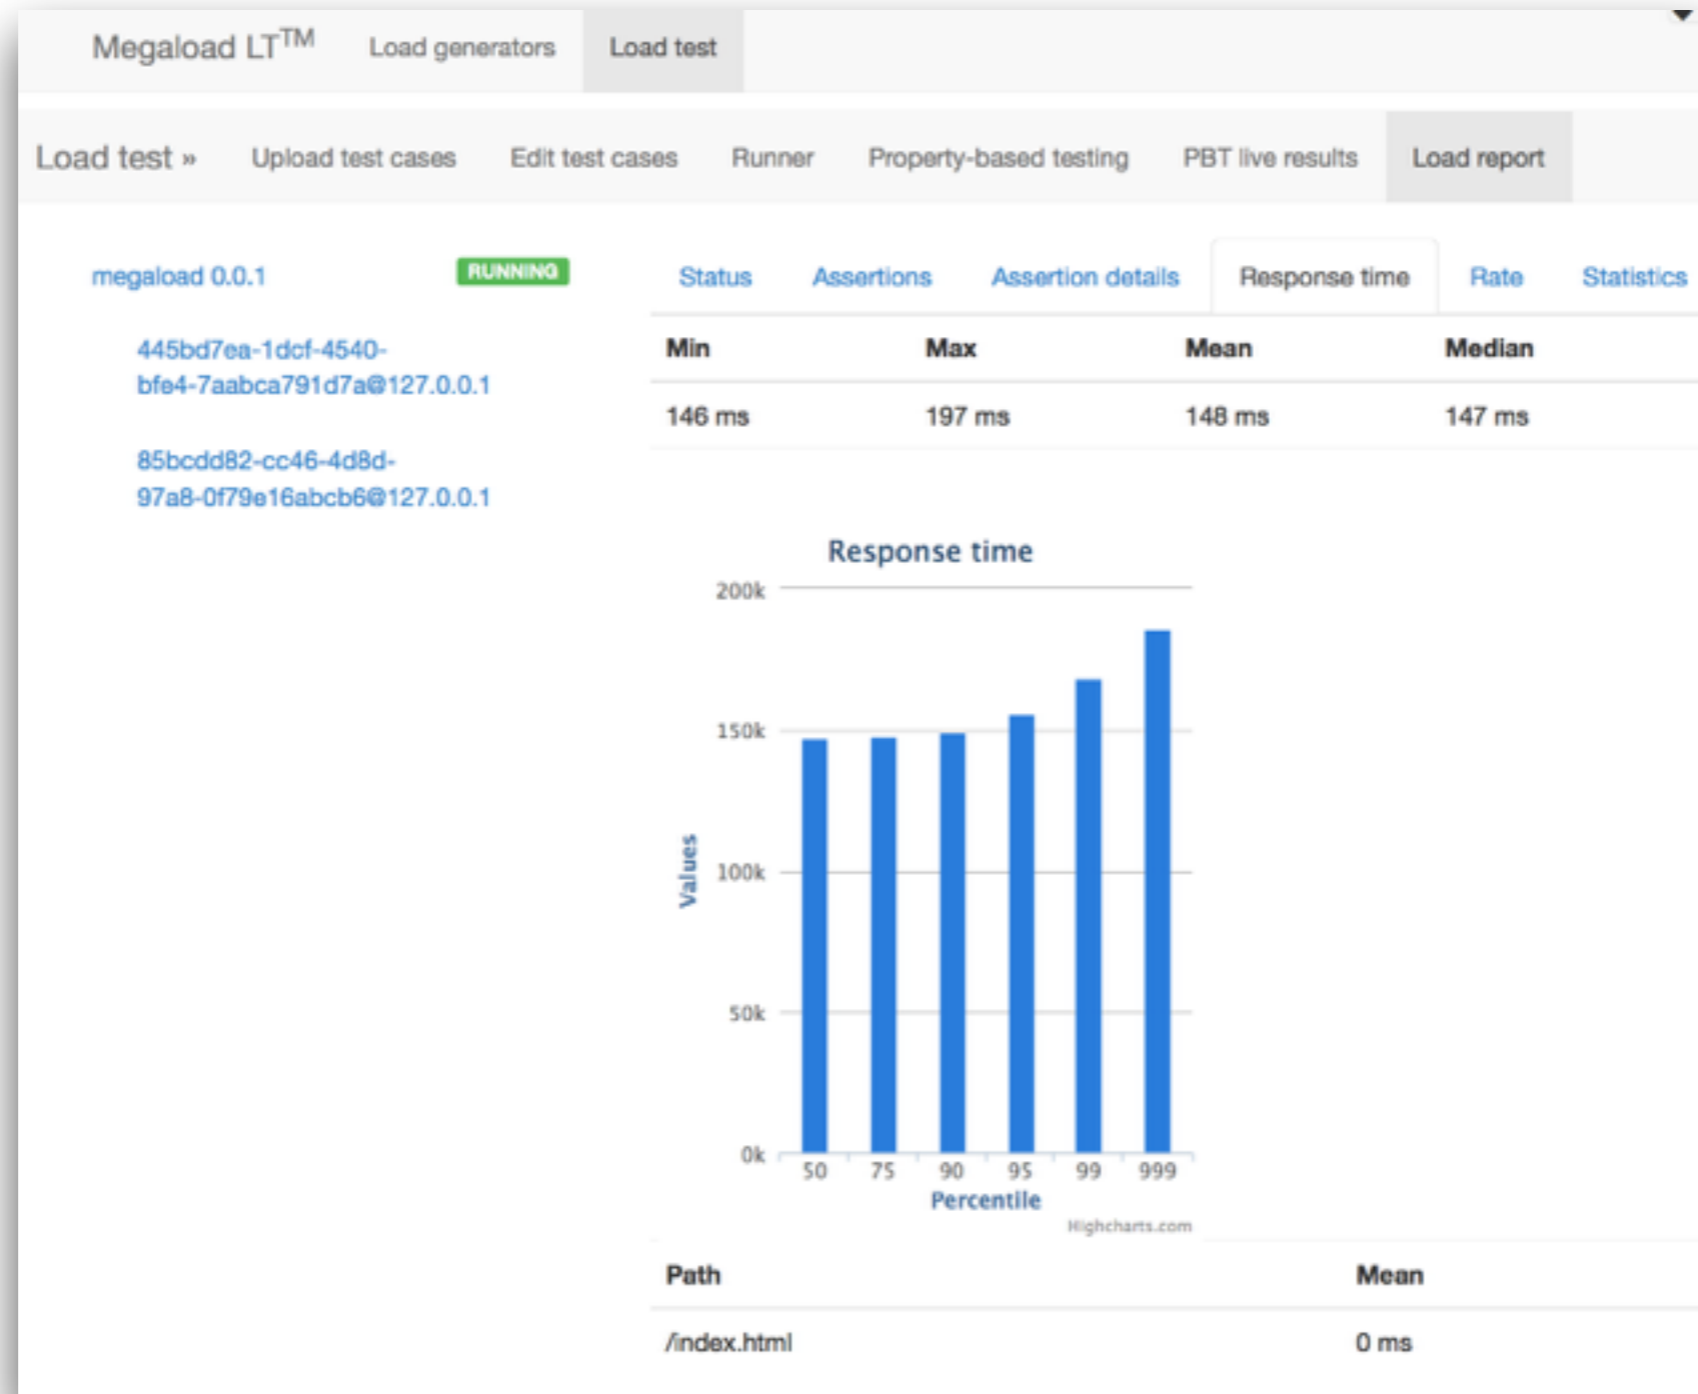 Megaload LT™ Load generators Load test
Load test » Upload test cases Edit test cases Runner Property-based testing PBT live results Load report
megaload 0.0.1 RUNNING
445bd7ea-1dcf-4540-
bfe4-7aabca791d7a@127.0.0.1
85bcdd82-cc46-4d8d-
97a8-0f79e16abcb6@127.0.0.1
Status Assertions Assertion details Response time Rate Statistics
Min Max Mean Median
146 ms 197 ms 148 ms 147 ms
Response time
200k
150k
100k
50k
0k
Values
50 75 90 95 99 999
Percentile
Highcharts.com
Path Mean
/index.html 0 ms